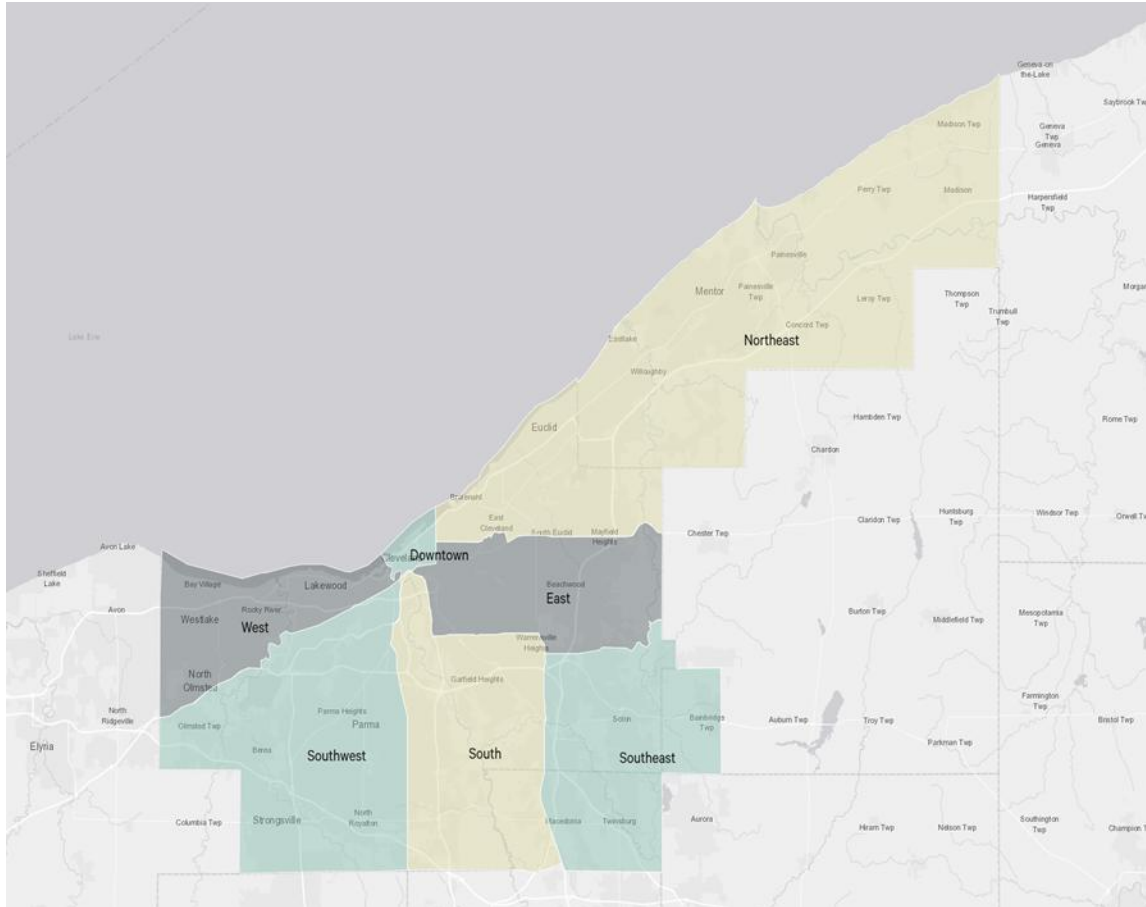 Geneva-on
the-Lake
Saybrook Tw
Madison Twp
Geneva
Twp
Geneva
Perry Twp
Madison
Harpersfield
Twp
Painesville
Mentor
Painesville
Twp
Leroy Twp
Thompson
Twp
Morgan
Trumbull
Twp
Concord Twp
Lake Erie
Eastlake
Northeast
Willoughby
Hambden Twp
Rome Twp
Euclid
Chardon
Bratenahl
East
Cleveland
South Euclid
Mayfield
Heights
Chester Twp
Claridon Twp
Huntsburg
Twp
Windsor Twp
Orwell T
Avon Lake
Cleveland
Downtown
Sheffield
Lake
Bay Village
Lakewood
Beachwood
East
Avon
Westlake
Rocky River
West
Burton Twp
Middlefield Twp
Mesopotamia
Twp
Warrensville
Heights
North
Olmsted
Garfield Heights
Farmington
Twp
North
Ridgeville
Olmsted Twp
Parma Heights
Parma
Solon
Bainbridge
Twp
Auburn Twp
Troy Twp
Bristol Twp
Elyria
Berea
Southwest
South
Southeast
Parkman Twp
Columbia Twp
Strongsville
North
Royalton
Macedonia
Twinsburg
Aurora
Hiram Twp
Nelson Twp
Southington
Twp
Champion T